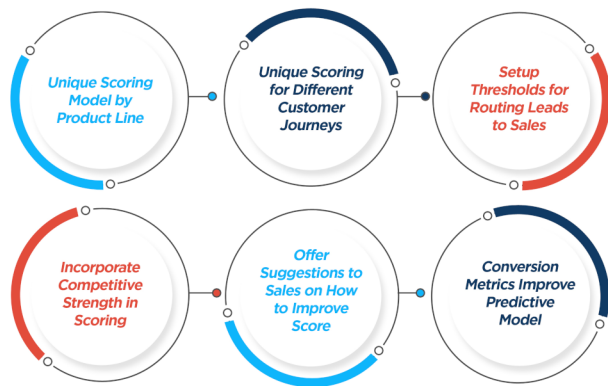 Unique Scoring
Model by
Product Line
Unique Scoring
for Different
Customer
Journeys
Setup
Thresholds for
Routing Leads
to Sales
Incorporate
Competitive
Strength in
Scoring
Offer
Suggestions to
Sales on How
to Improve
Score
Conversion
Metrics Improve
Predictive
Model